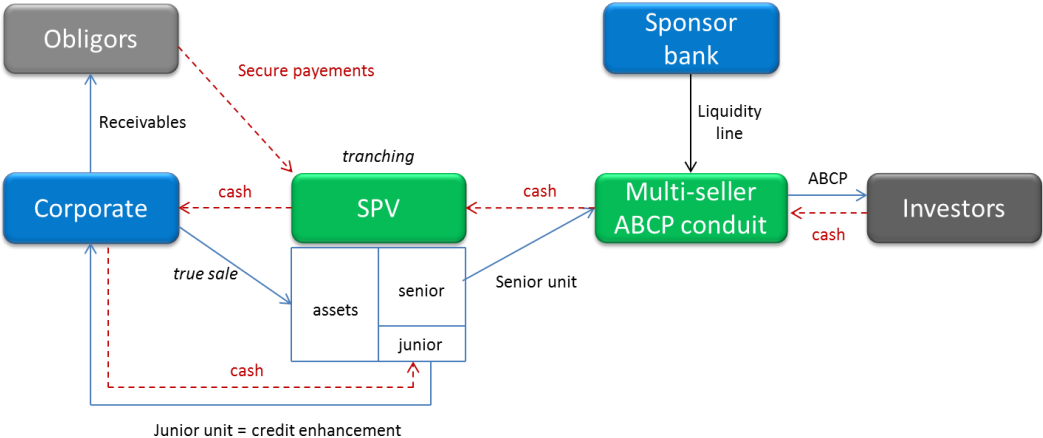 Obligors
Sponsor
bank
Secure payements
Liquidity
line
Receivables
tranching
cash
cash
ABCP
Corporate
SPV
Multi-seller
ABCP conduit
Investors
cash
true sale
assets
senior
Senior unit
junior
cash
Junior unit = credit enhancement